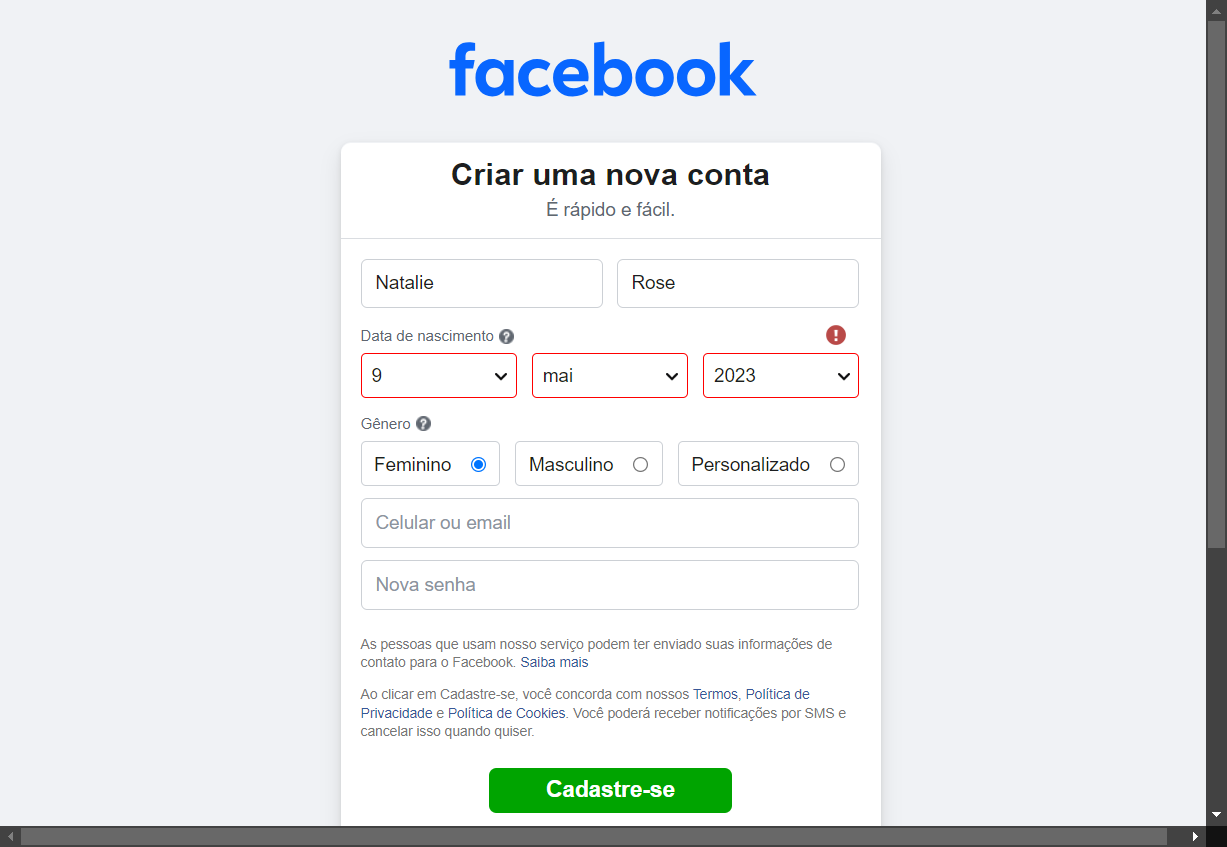 facebook
Criar uma nova conta
É rápido e fácil.
Natalie Rose
Data de nascimento
9 mai 2023
Gênero
Feminino Masculino Personalizado
Celular ou email
Nova senha
As pessoas que usam nosso serviço podem ter enviado suas informações de
contato para o Facebook. Saiba mais
Ao clicar em Cadastre-se, você concorda com nossos Termos, Política de
Privacidade e Política de Cookies. Você poderá receber notificações por SMS e
cancelar isso quando quiser.
Cadastre-se